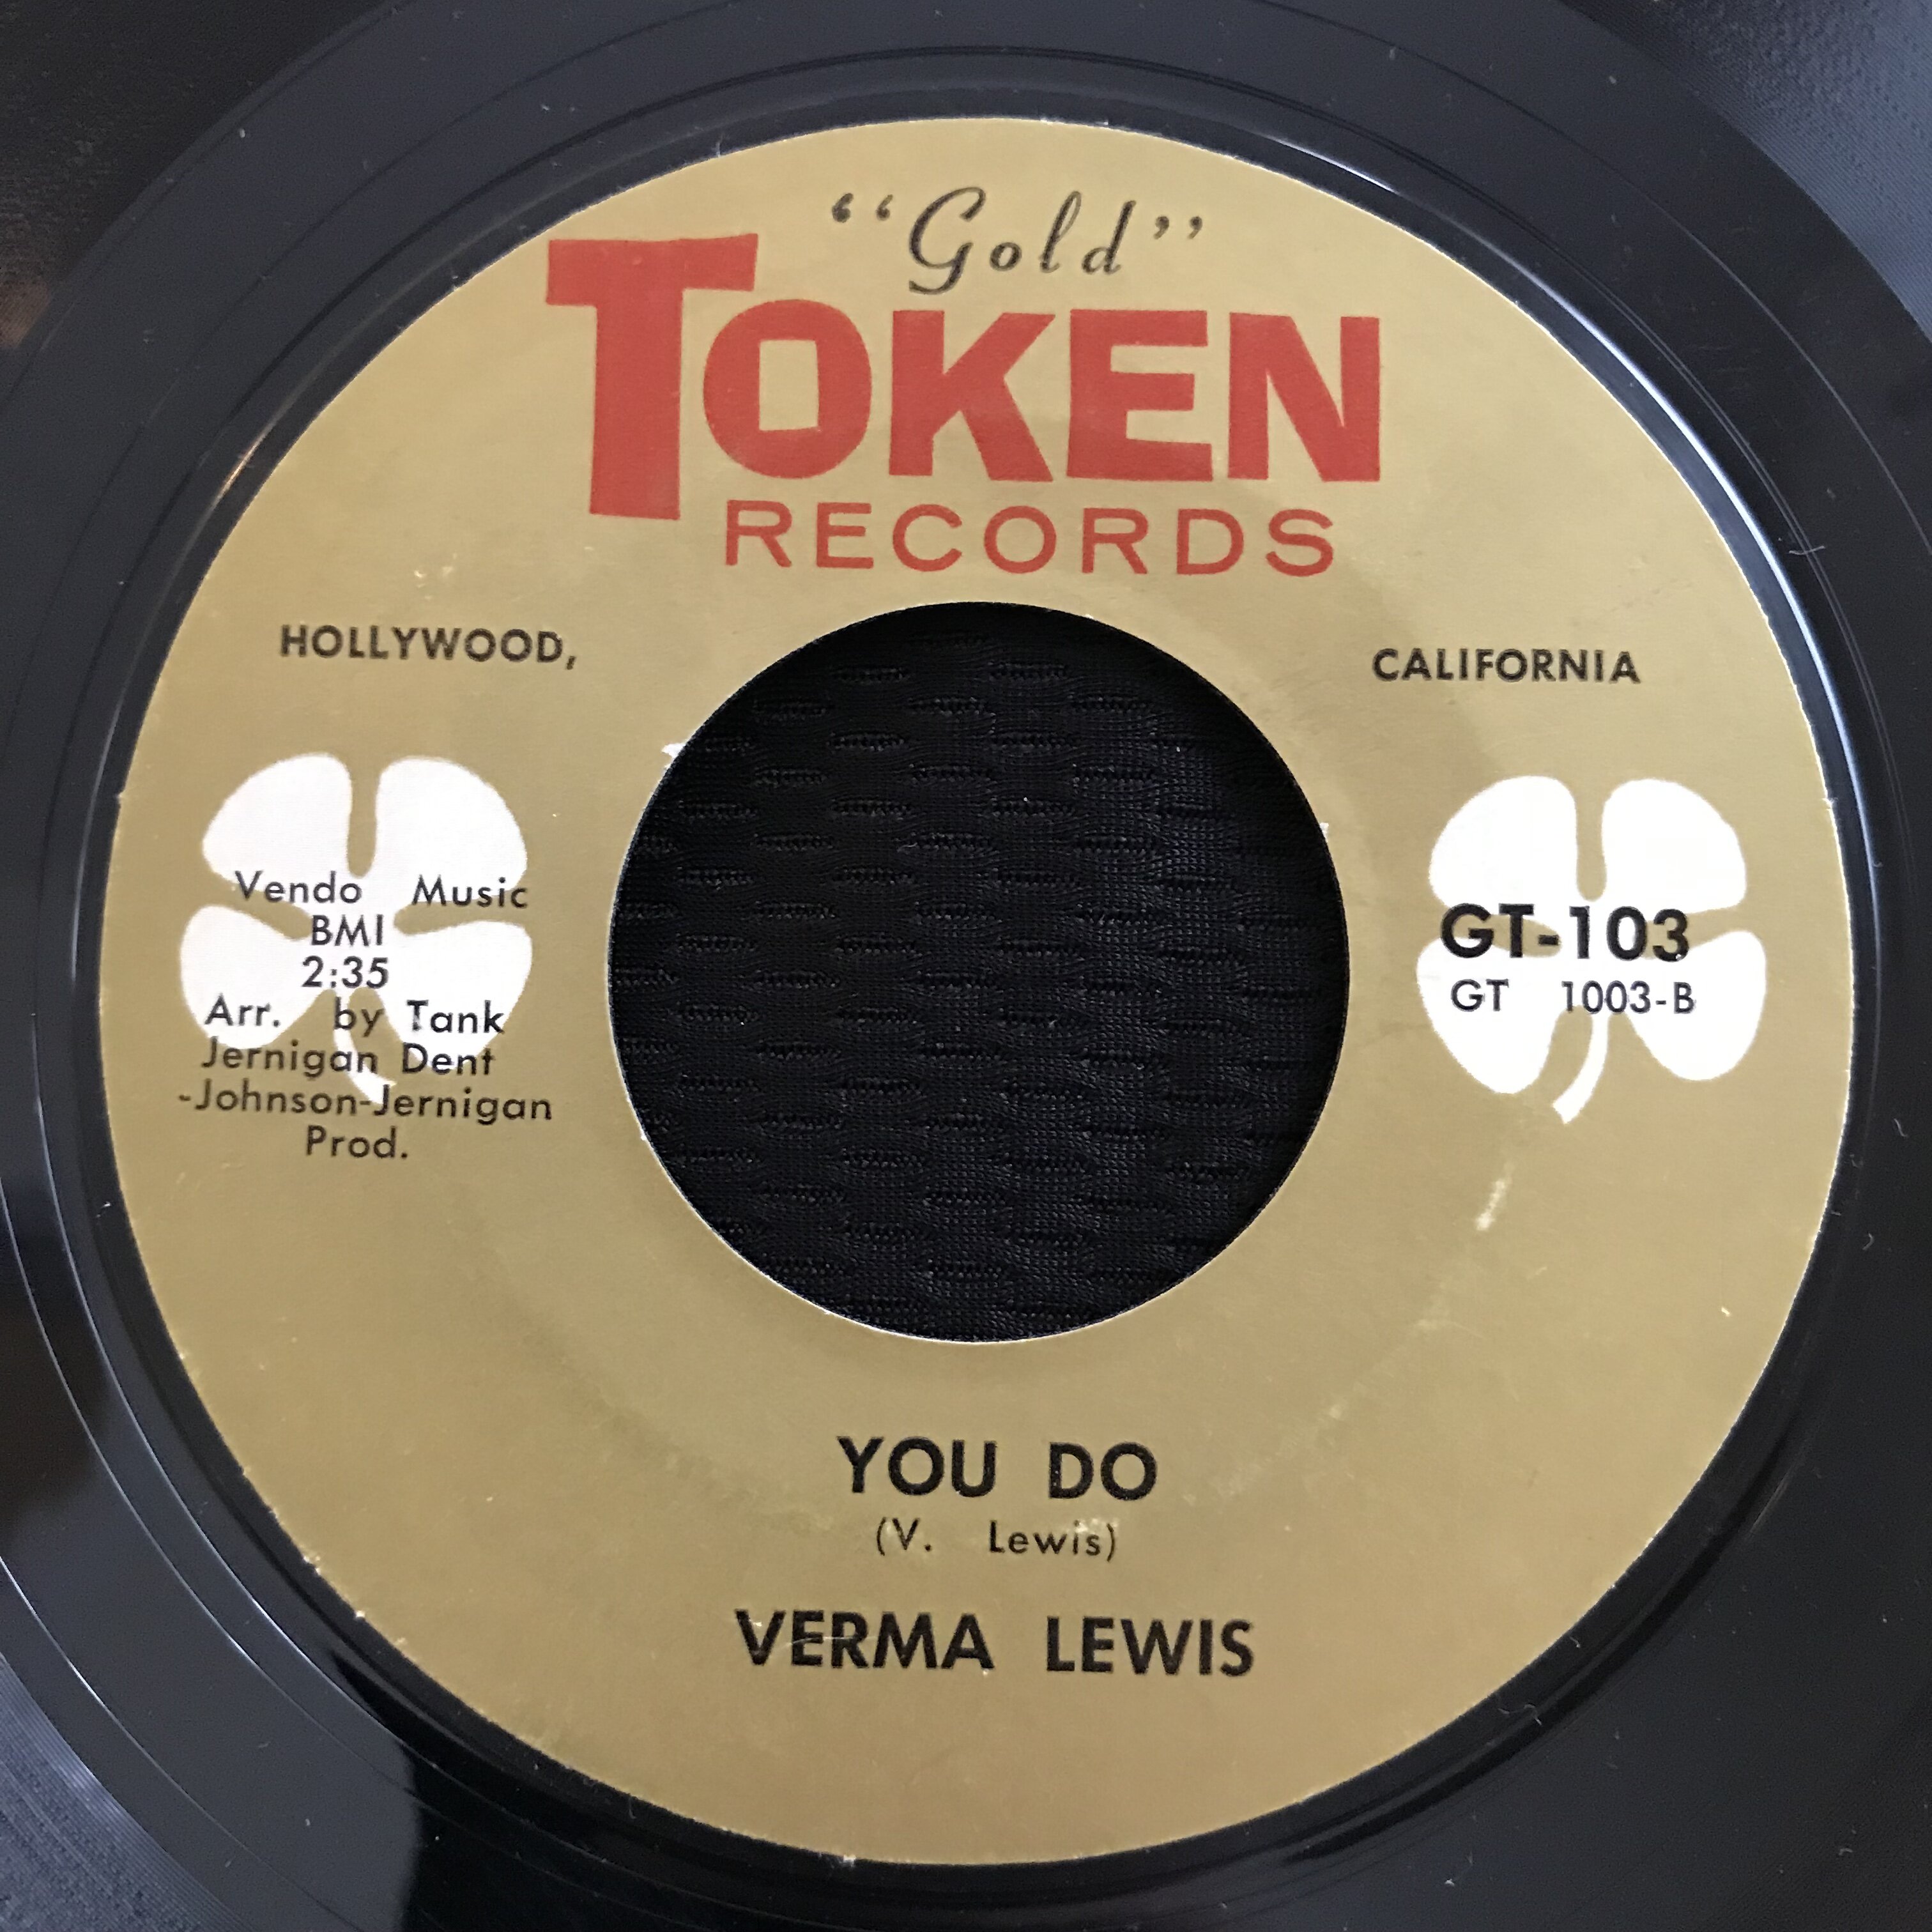 “Gold”
TOKEN
RECORDS
HOLLYWOOD,
CALIFORNIA
Vendo Music
BMI
2:35
Arr. by Tank
Jernigan Dent
-Johnson-Jernigan
Prod.
GT-103
GT 1003-B
YOU DO
(V. Lewis)
VERMA LEWIS